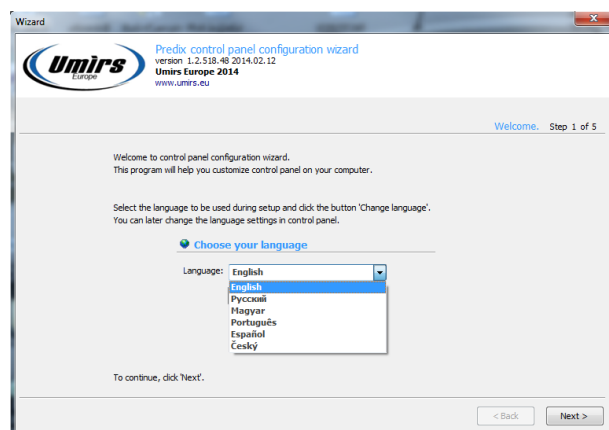 Wizard
Umirs
Europe
Predix control panel configuration wizard
version 1.2.518.48 2014.02.12
Umirs Europe 2014
www.umirs.eu
Welcome. Step 1 of 5
Welcome to control panel configuration wizard.
This program will help you customize control panel on your computer.
Select the language to be used during setup and click the button 'Change language'.
You can later change the language settings in control panel.
Choose your language
Language: English
English
Русский
Magyar
Português
Español
Český
To continue, click 'Next'.
< Back Next >